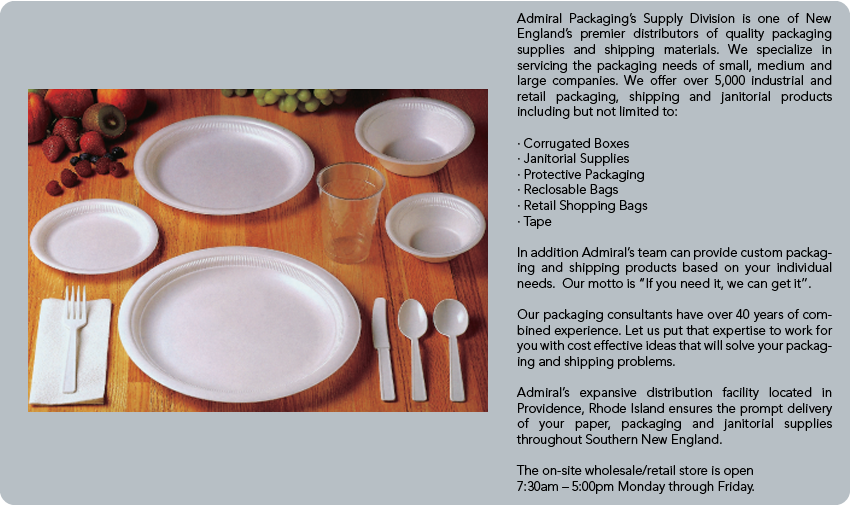 Admiral Packaging's Supply Division is one of New
England's premier distributors of quality packaging
supplies and shipping materials. We specialize in
servicing the packaging needs of small, medium and
large companies. We offer over 5,000 industrial and
retail packaging, shipping and janitorial products
including but not limited to:
· Corrugated Boxes
· Janitorial Supplies
· Protective Packaging
· Reclosable Bags
· Retail Shopping Bags
· Tape
In addition Admiral's team can provide custom packag-
ing and shipping products based on your individual
needs.  Our motto is "If you need it, we can get it".
Our packaging consultants have over 40 years of com-
bined experience. Let us put that expertise to work for
you with cost effective ideas that will solve your packag-
ing and shipping problems.
Admiral's expansive distribution facility located in
Providence, Rhode Island ensures the prompt delivery
of your paper, packaging and janitorial supplies
throughout Southern New England.
The on-site wholesale/retail store is open
7:30am – 5:00pm Monday through Friday.